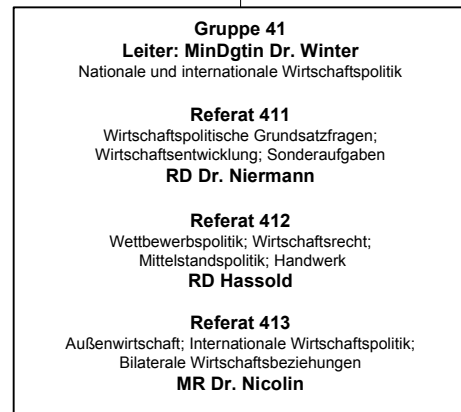 Gruppe 41
Leiter: MinDgtin Dr. Winter
Nationale und internationale Wirtschaftspolitik
Referat 411
Wirtschaftspolitische Grundsatzfragen;
Wirtschaftsentwicklung; Sonderaufgaben
RD Dr. Niermann
Referat 412
Wettbewerbspolitik; Wirtschaftsrecht;
Mittelstandspolitik; Handwerk
RD Hassold
Referat 413
Außenwirtschaft; Internationale Wirtschaftspolitik;
Bilaterale Wirtschaftsbeziehungen
MR Dr. Nicolin